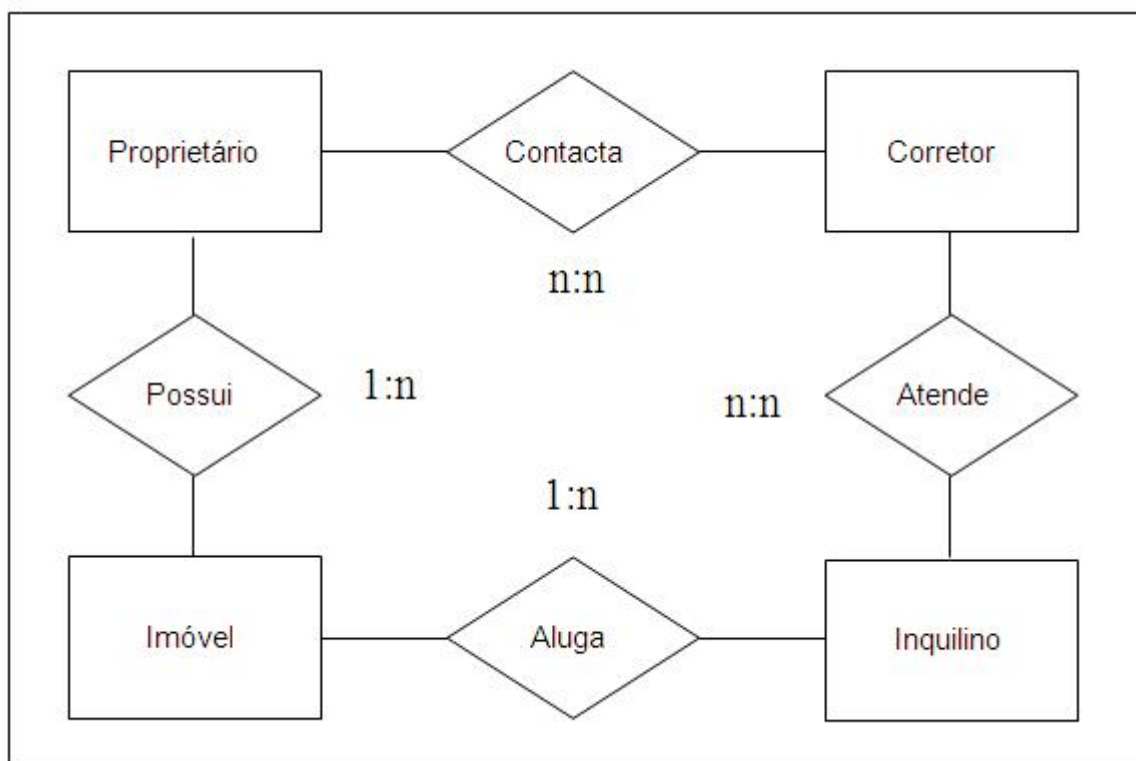 Proprietário
Contacta
Corretor
n:n
Possui
1:n
n:n
Atende
1:n
Imóvel
Aluga
Inquilino